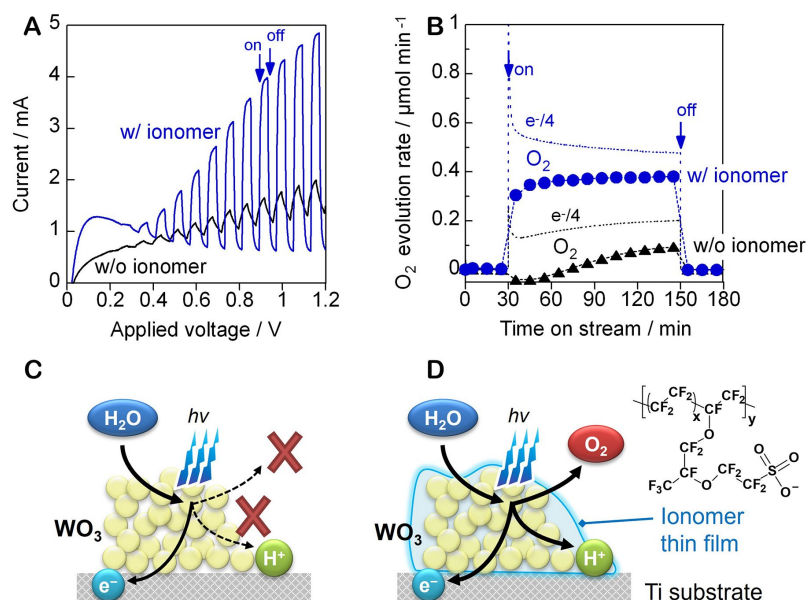 A
5
4
3
2
1
0
Current / mA
on
off
w/ ionomer
w/o ionomer
0
0.2
0.4
0.6
0.8
1
1.2
Applied voltage / V
B
1
0.8
0.6
0.4
0.2
0
O₂ evolution rate / μmol min⁻¹
on
off
e⁻/4
O₂
w/ ionomer
e⁻/4
O₂
w/o ionomer
0
30
60
90
120
150
180
Time on stream / min
C
H₂O
hν
WO₃
H⁺
e⁻
D
H₂O
hν
O₂
WO₃
H⁺
e⁻
Ionomer
thin film
Ti substrate
CF₂
CF₂
x
CF
CF₂
CF₂
y
O
CF₂
CF
F₃C
O
CF₂
CF₂
S
O
O
O⁻